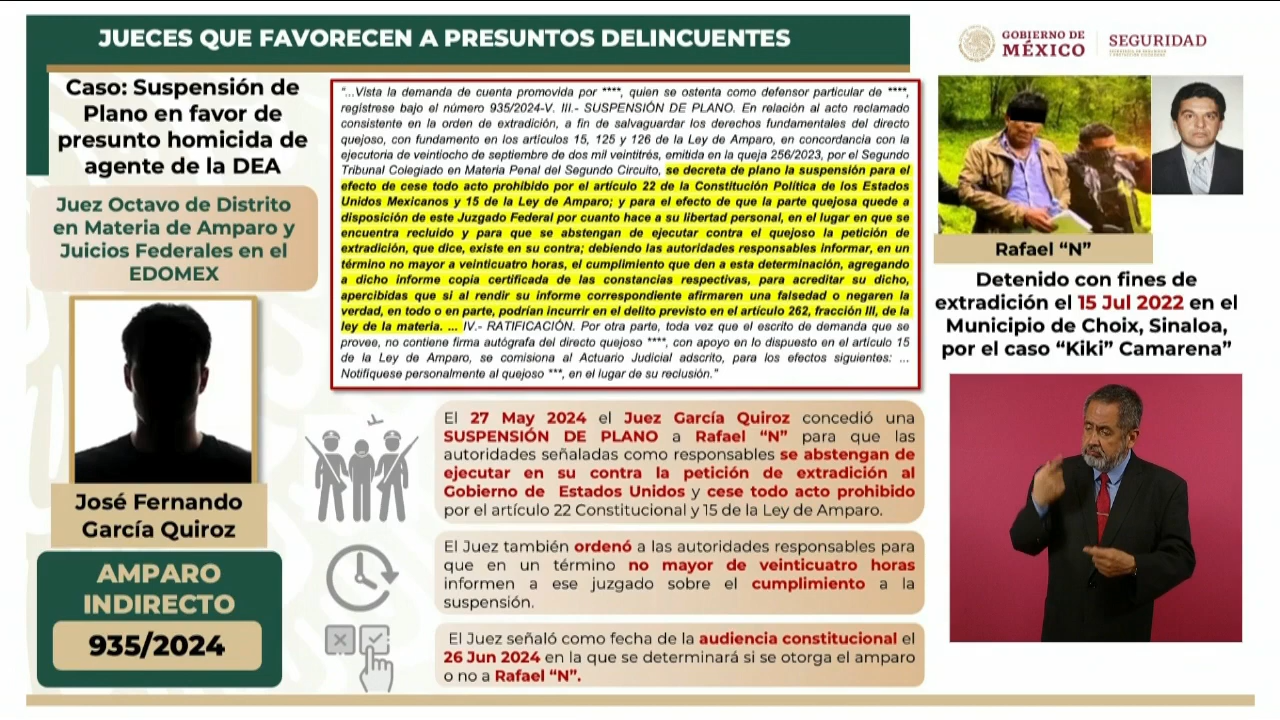 JUECES QUE FAVORECEN A PRESUNTOS DELINCUENTES
GOBIERNO DE
MÉXICO
SEGURIDAD
Caso: Suspensión de
Plano en favor de
presunto homicida de
agente de la DEA
Juez Octavo de Distrito
en Materia de Amparo y
Juicios Federales en el
EDOMEX
José Fernando
García Quiroz
AMPARO
INDIRECTO
935/2024
"...Vista la demanda de cuenta promovida por ****, quien se ostenta como defensor particular de ****,
regístrese bajo el número 935/2024-V. III.- SUSPENSIÓN DE PLANO. En relación al acto reclamado
consistente en la orden de extradición, a fin de salvaguardar los derechos fundamentales del directo
quejoso, con fundamento en los artículos 15, 125 y 126 de la Ley de Amparo, en concordancia con la
ejecutoria de veintiocho de septiembre de dos mil veintitrés, emitida en la queja 256/2023, por el Segundo
Tribunal Colegiado en Materia Penal del Segundo Circuito, se decreta de plano la suspensión para el
efecto de cese todo acto prohibido por el artículo 22 de la Constitución Política de los Estados
Unidos Mexicanos y 15 de la Ley de Amparo; y para el efecto de que la parte quejosa quede a
disposición de este Juzgado Federal por cuanto hace a su libertad personal, en el lugar en que se
encuentra recluido y para que se abstengan de ejecutar contra el quejoso la petición de
extradición, que dice, existe en su contra; debiendo las autoridades responsables informar, en un
término no mayor a veinticuatro horas, el cumplimiento que den a esta determinación, agregando
a dicho informe copia certificada de las constancias respectivas, para acreditar su dicho,
apercibidas que si al rendir su informe correspondiente afirmaren una falsedad o negaren la
verdad, en todo o en parte, podrían incurrir en el delito previsto en el artículo 262, fracción III, de la
ley de la materia. ... IV.- RATIFICACIÓN. Por otra parte, toda vez que el escrito de demanda que se
provee, no contiene firma autógrafa del directo quejoso ****, con apoyo en lo dispuesto en el artículo 15
de la Ley de Amparo, se comisiona al Actuario Judicial adscrito, para los efectos siguientes: ...
Notifíquese personalmente al quejoso ***, en el lugar de su reclusión."
El 27 May 2024 el Juez García Quiroz concedió una
SUSPENSIÓN DE PLANO a Rafael "N" para que las
autoridades señaladas como responsables se abstengan de
ejecutar en su contra la petición de extradición al
Gobierno de Estados Unidos y cese todo acto prohibido
por el artículo 22 Constitucional y 15 de la Ley de Amparo.
El Juez también ordenó a las autoridades responsables para
que en un término no mayor de veinticuatro horas
informen a ese juzgado sobre el cumplimiento a la
suspensión.
El Juez señaló como fecha de la audiencia constitucional el
26 Jun 2024 en la que se determinará si se otorga el amparo
o no a Rafael "N".
Rafael "N"
Detenido con fines de
extradición el 15 Jul 2022 en el
Municipio de Choix, Sinaloa,
por el caso "Kiki" Camarena"